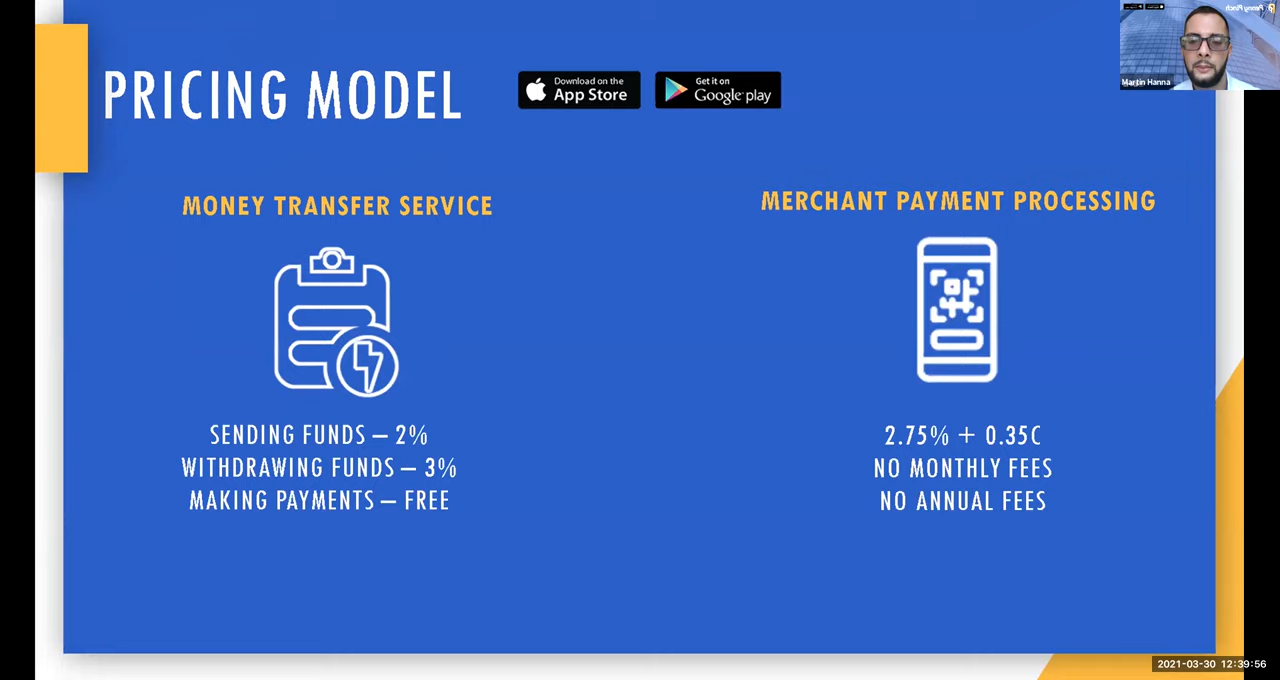 PRICING MODEL
Download on the
App Store
Get it on
Google play
MONEY TRANSFER SERVICE
SENDING FUNDS – 2%
WITHDRAWING FUNDS – 3%
MAKING PAYMENTS – FREE
MERCHANT PAYMENT PROCESSING
2.75% + 0.35C
NO MONTHLY FEES
NO ANNUAL FEES
Penny Pinch
Martin Hanna
2021-03-30 12:39:56